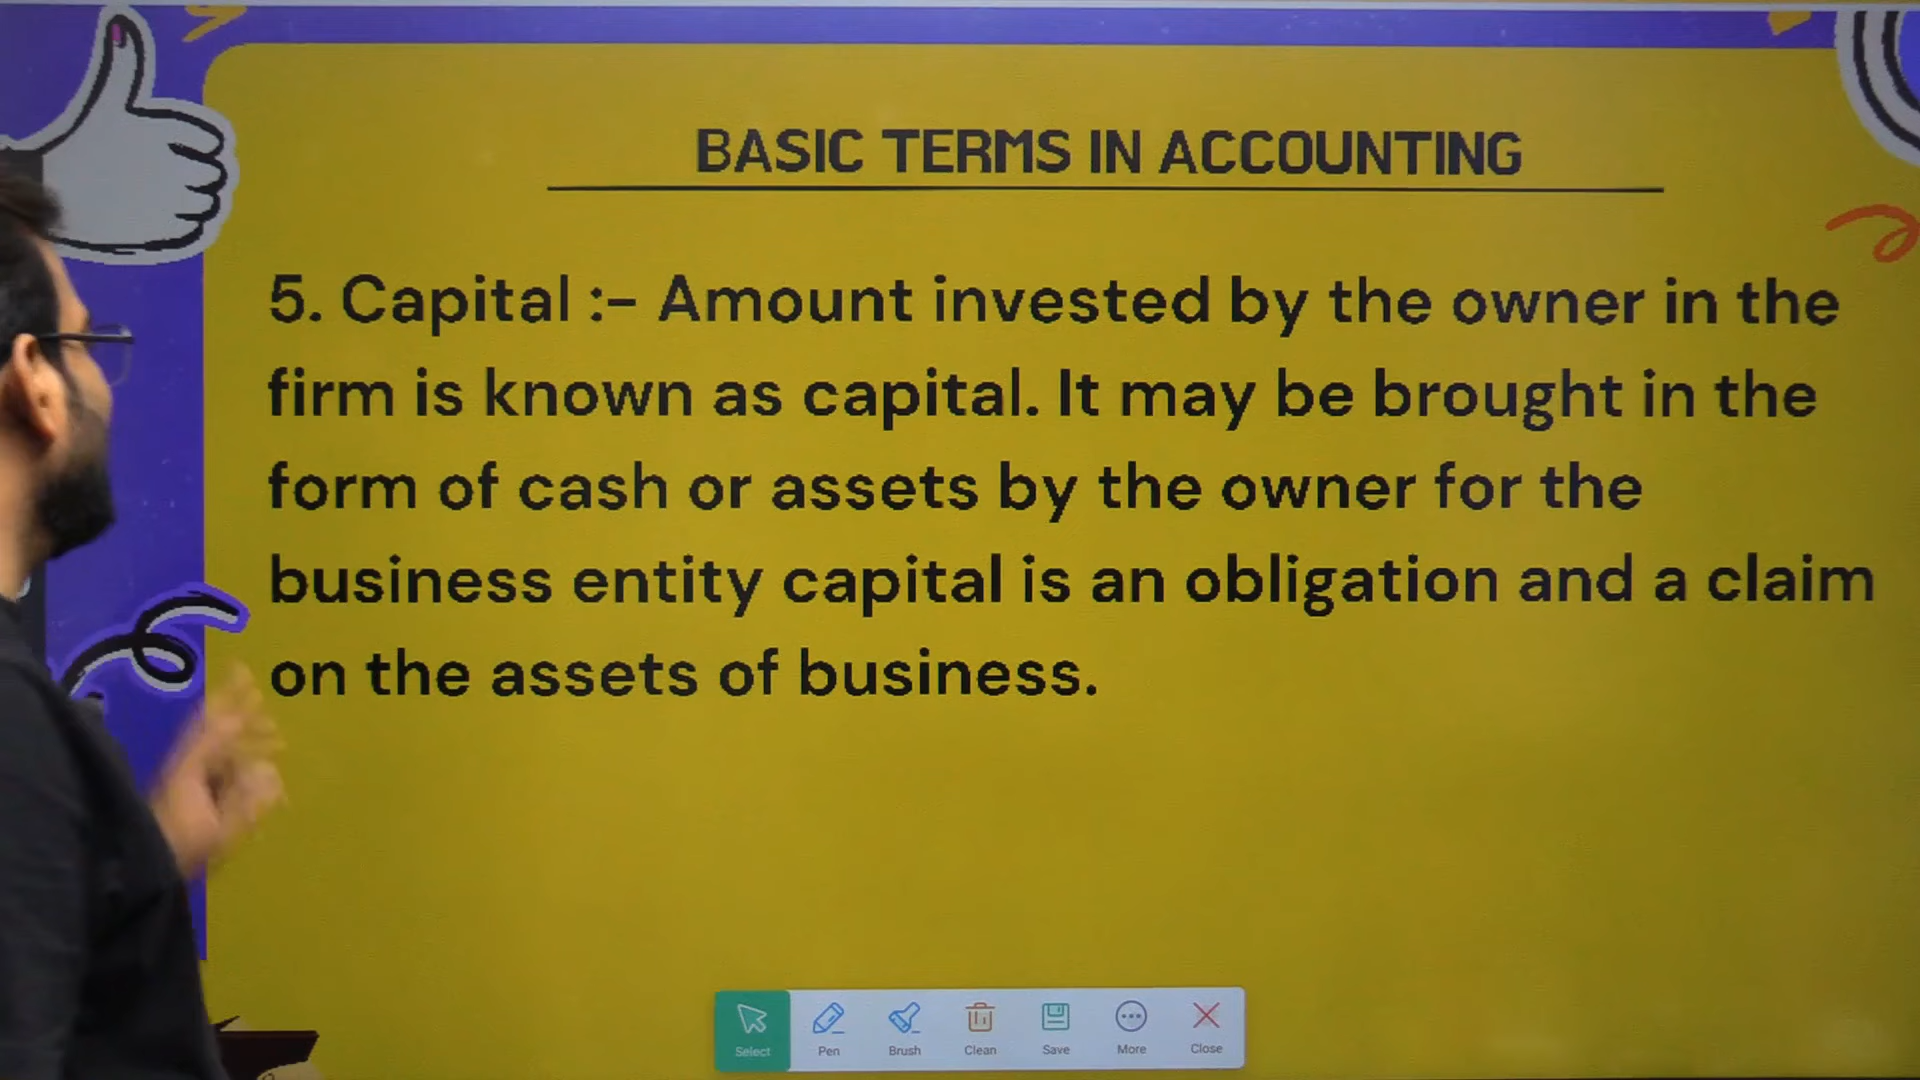 BASIC TERMS IN ACCOUNTING
5. Capital :- Amount invested by the owner in the
firm is known as capital. It may be brought in the
form of cash or assets by the owner for the
business entity capital is an obligation and a claim
on the assets of business.
Select Pen Brush Clean Save More Close